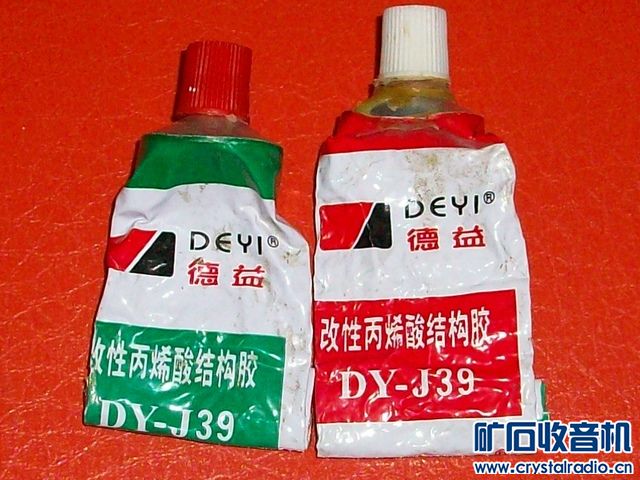 DEYI®
德益
改性丙烯酸结构胶
DY-J39
DEYI®
德益
改性丙烯酸结构胶
DY-J39
矿石收音机
www.crystalradio.cn